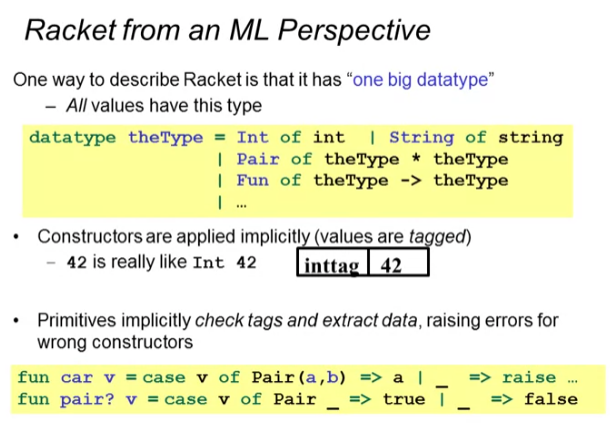 Racket from an ML Perspective
One way to describe Racket is that it has “one big datatype”
– All values have this type
datatype theType = Int of int | String of string
| Pair of theType * theType
| Fun of theType -> theType
| …
• Constructors are applied implicitly (values are tagged)
– 42 is really like Int 42 inttag 42
• Primitives implicitly check tags and extract data, raising errors for
wrong constructors
fun car v = case v of Pair(a,b) => a | _ => raise …
fun pair? v = case v of Pair _ => true | _ => false